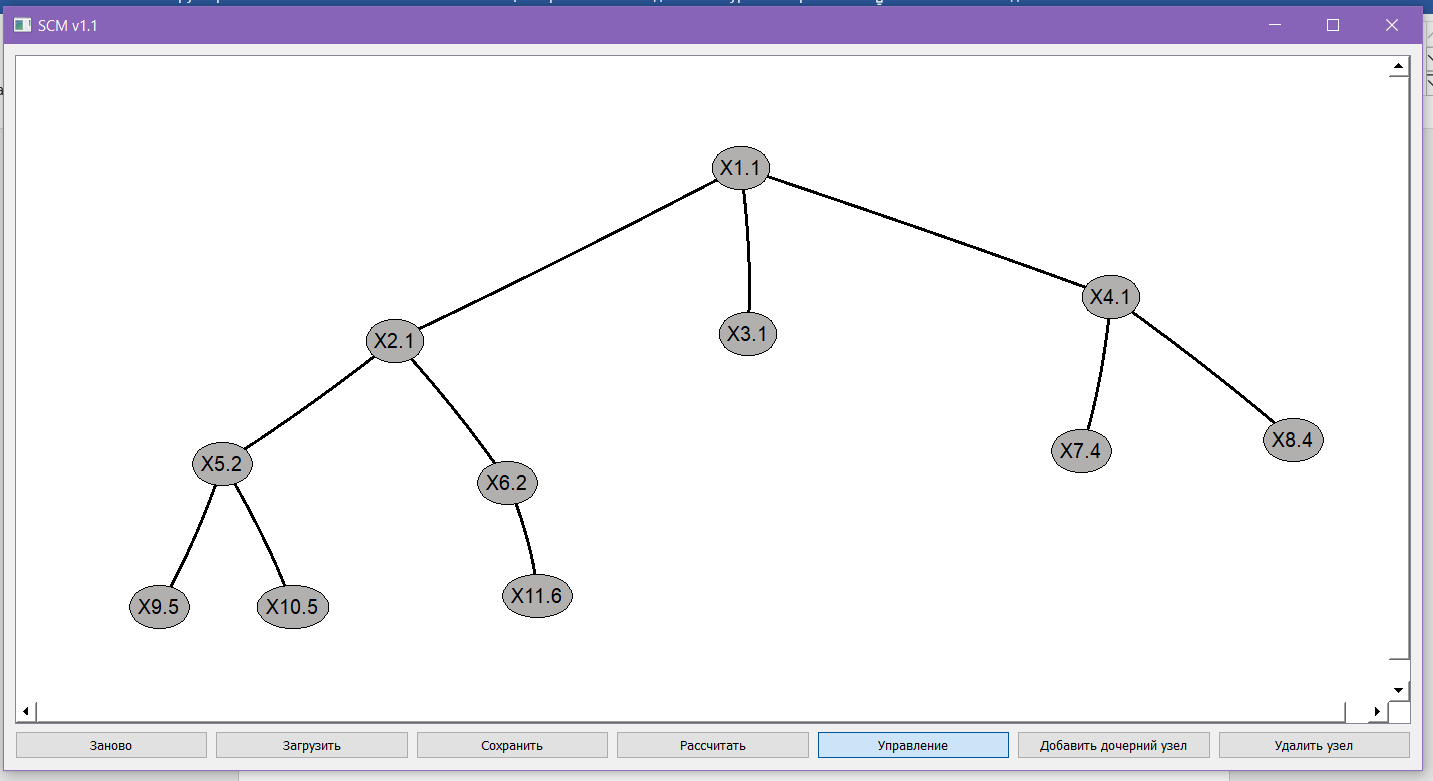 SCM v1.1
X1.1
X4.1
X3.1
X2.1
X8.4
X7.4
X5.2
X6.2
X11.6
X9.5
X10.5
Заново
Загрузить
Сохранить
Рассчитать
Управление
Добавить дочерний узел
Удалить узел